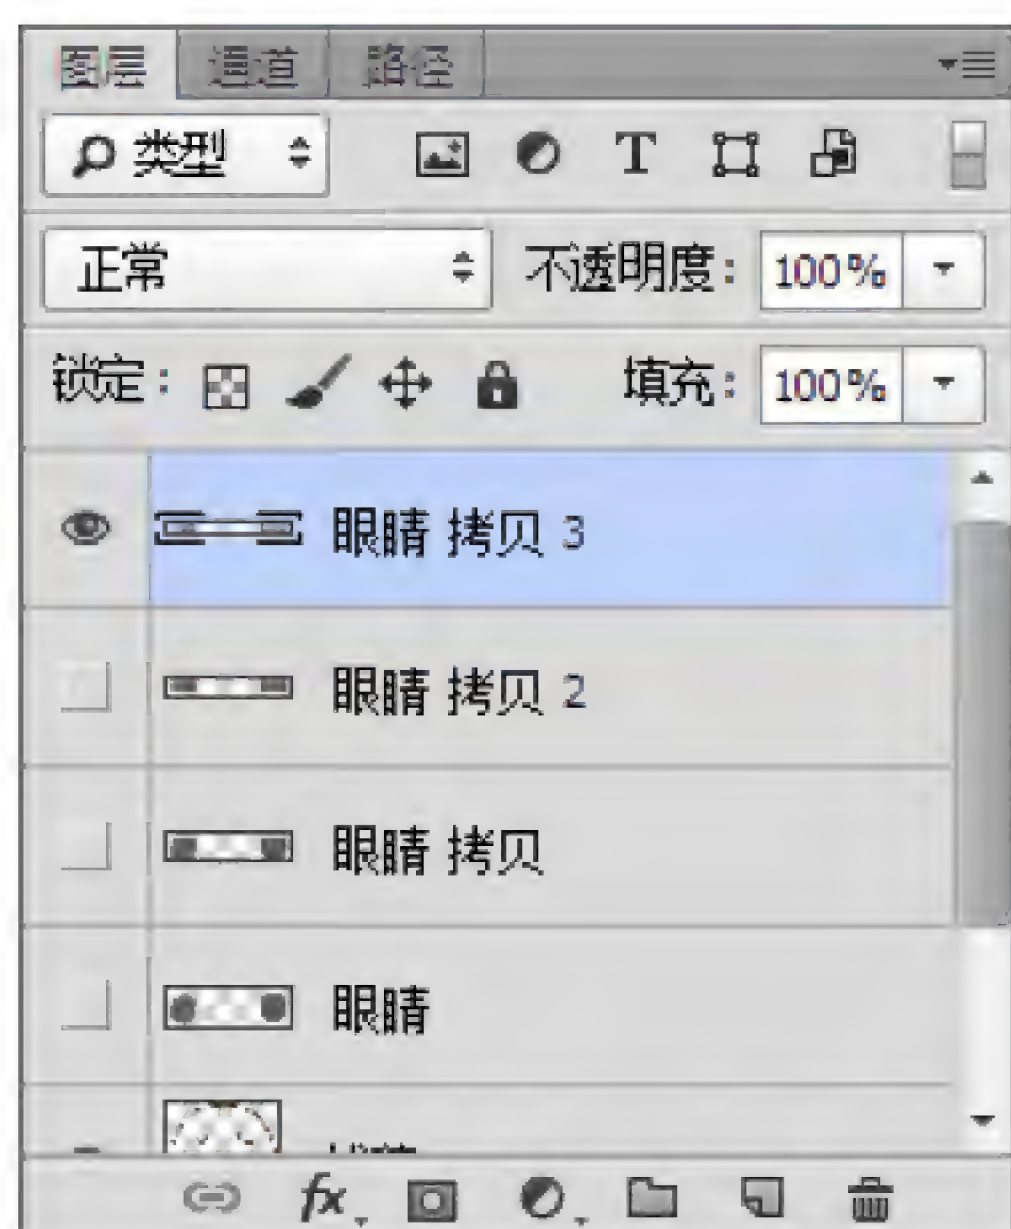 图层 通道 路径
类型 T
正常 不透明度: 100%
锁定: 填充: 100%
眼睛 拷贝 3
眼睛 拷贝 2
眼睛 拷贝
眼睛
fx